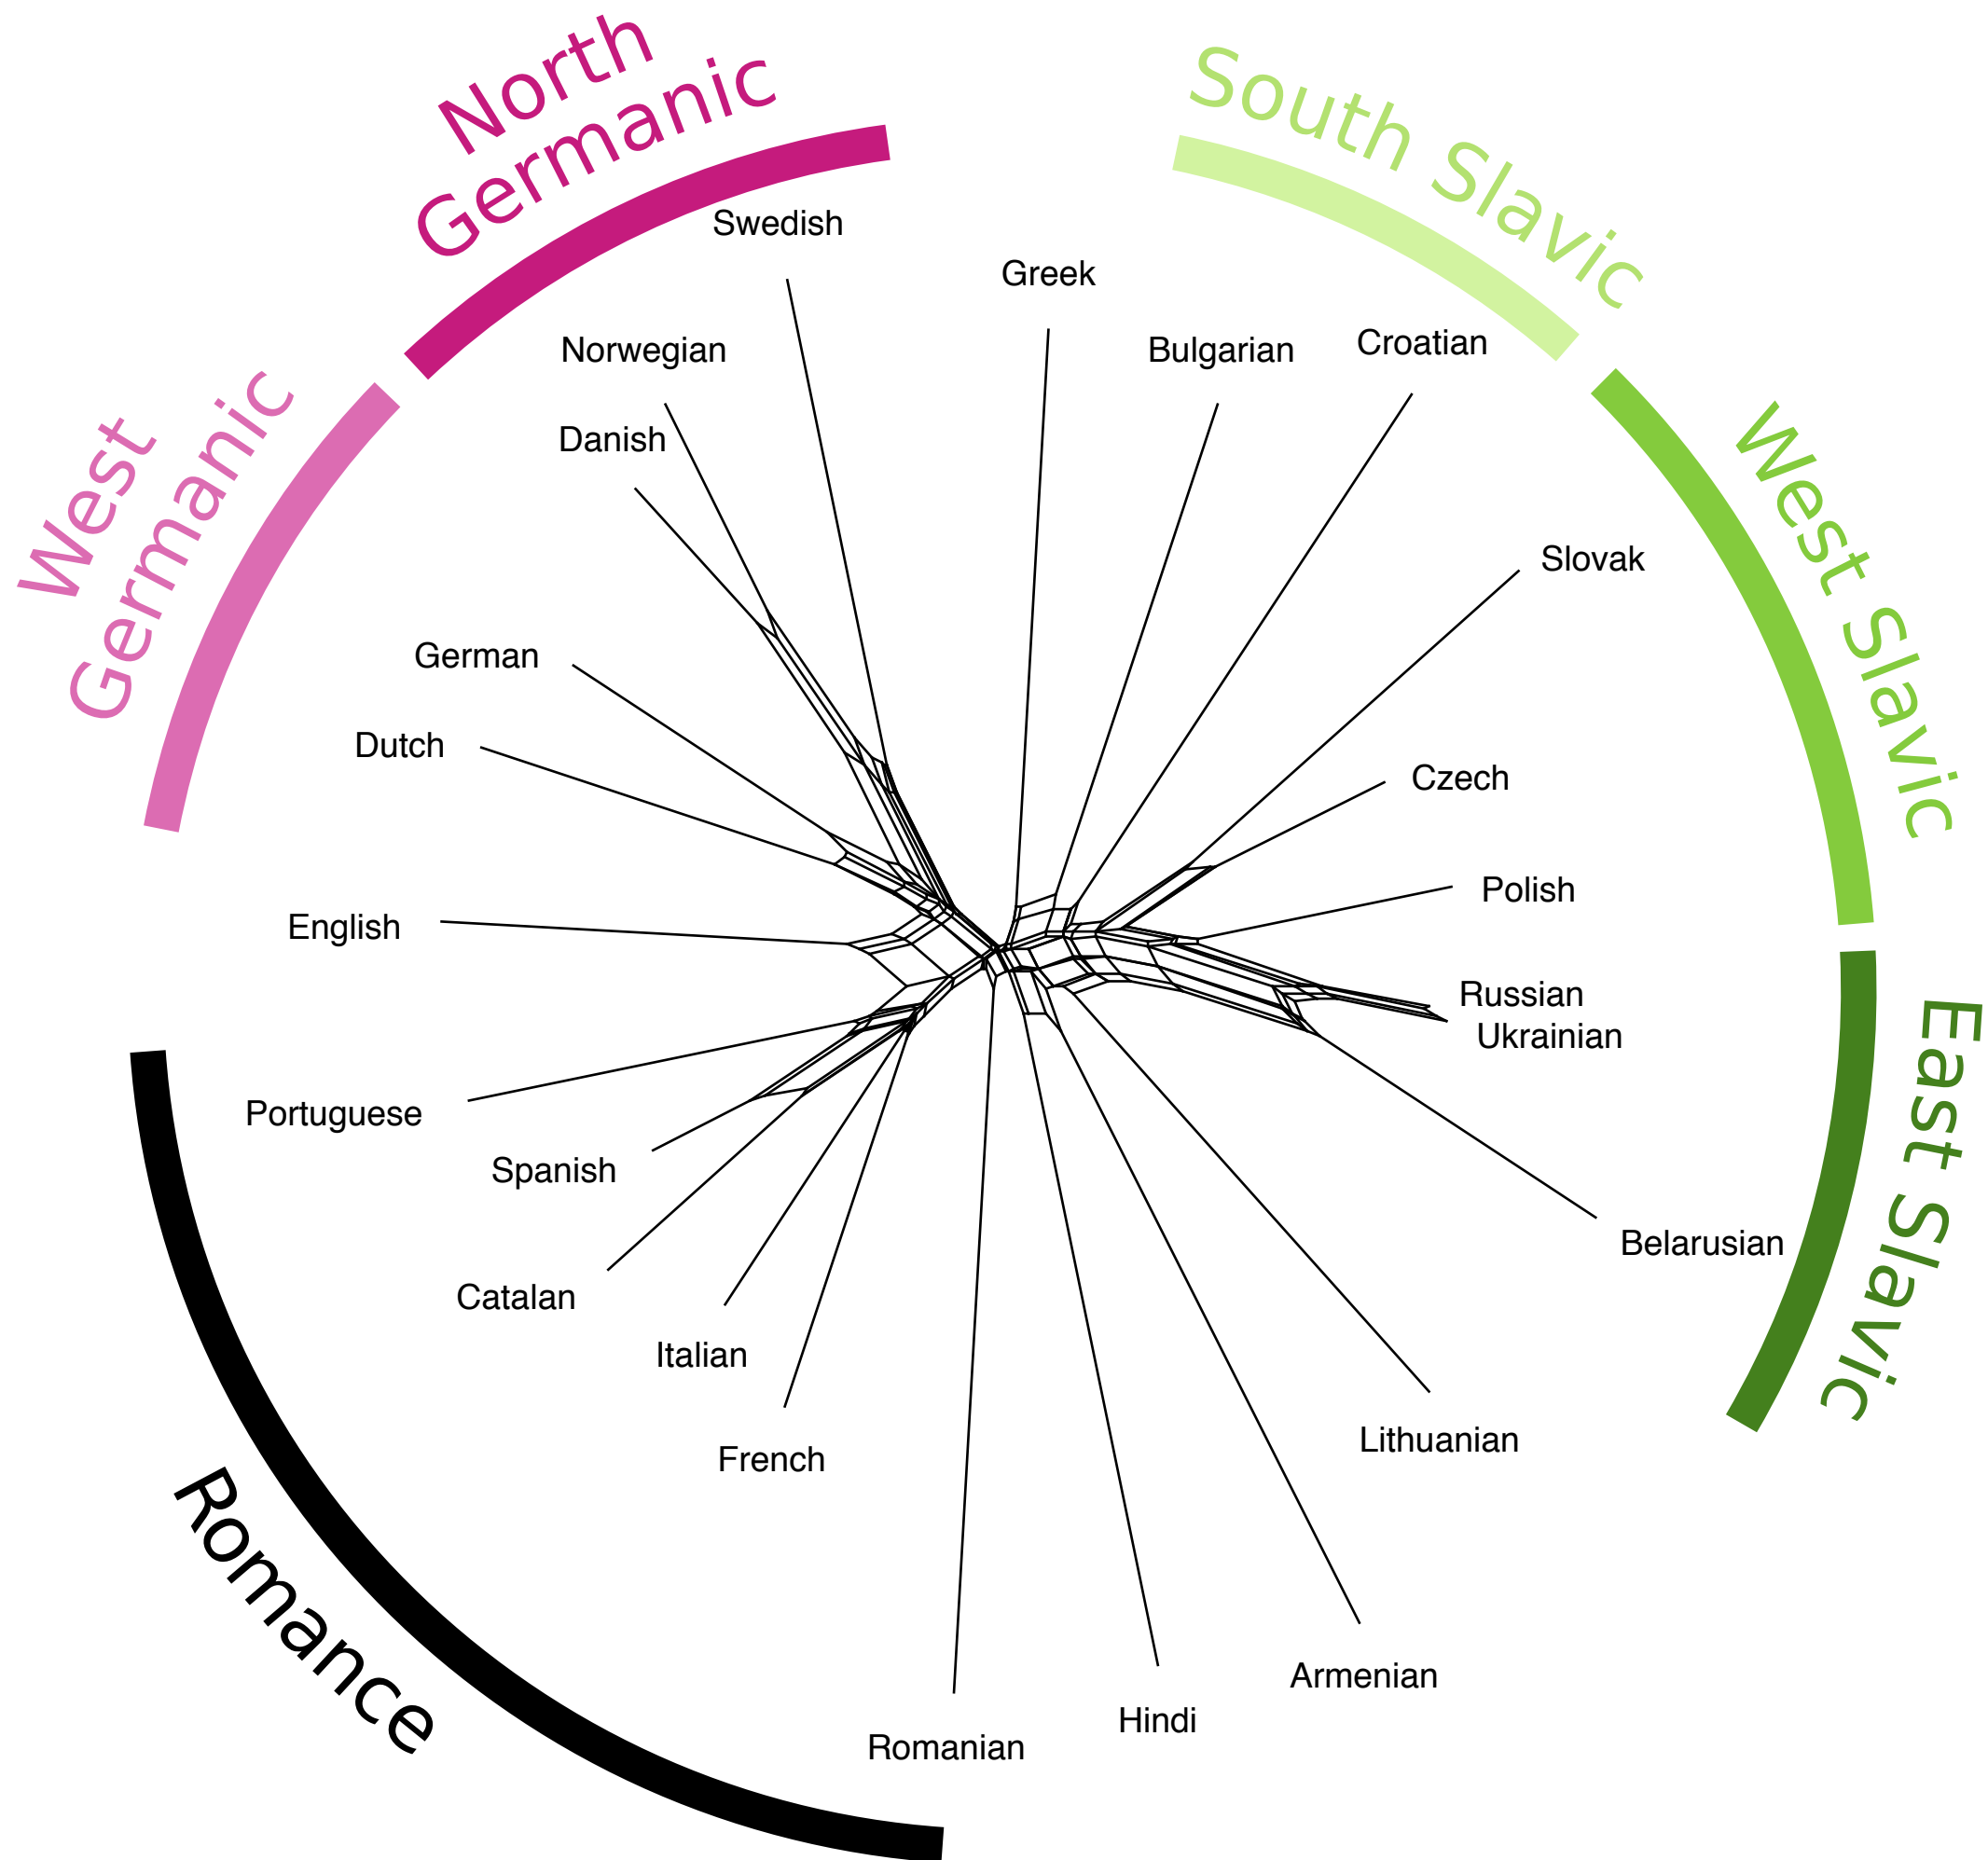 North
Germanic
South Slavic
West
Germanic
West Slavic
East Slavic
Romance
Swedish
Greek
Norwegian
Bulgarian
Croatian
Danish
Slovak
German
Dutch
Czech
Polish
English
Russian
Ukrainian
Portuguese
Spanish
Belarusian
Catalan
Italian
Lithuanian
French
Armenian
Hindi
Romanian